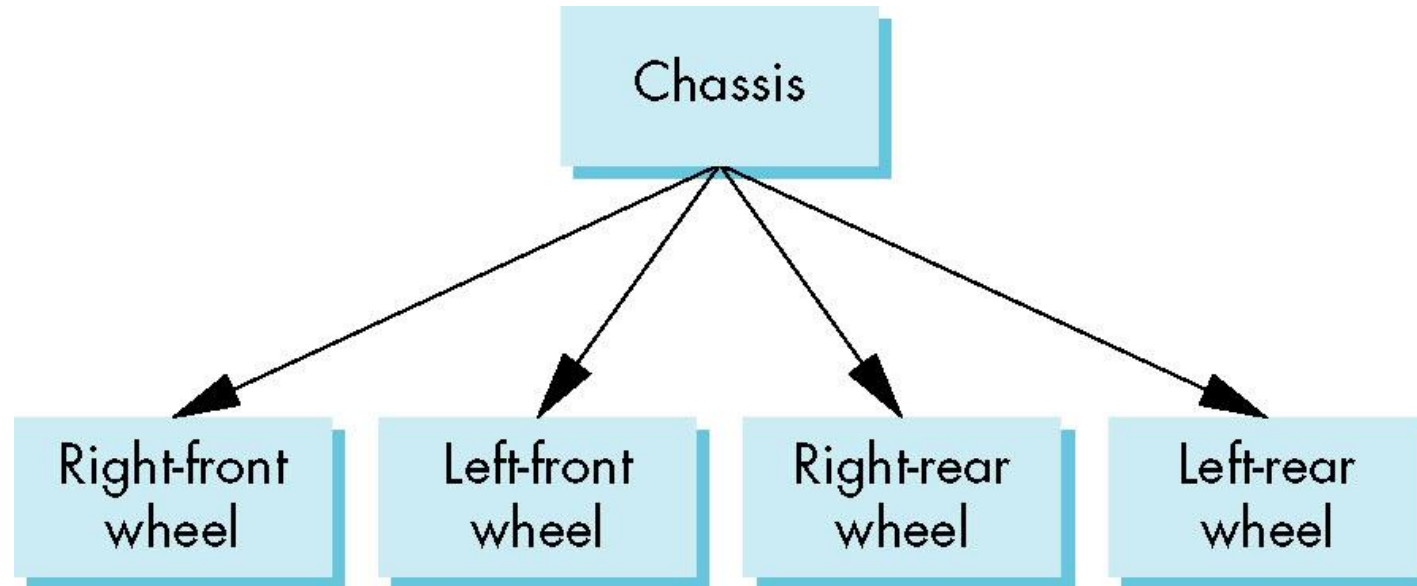 Chassis
Right-front
wheel
Left-front
wheel
Right-rear
wheel
Left-rear
wheel